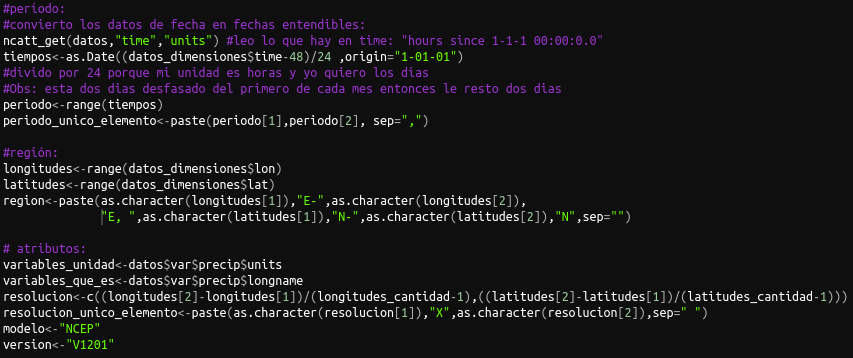 #periodo:
#convierto los datos de fecha en fechas entendibles:
ncatt_get(datos,"time","units") #leo lo que hay en time: "hours since 1-1-1 00:00:0.0"
tiempos<-as.Date((datos_dimensiones$time-48)/24 ,origin="1-01-01")
#divido por 24 porque mi unidad es horas y yo quiero los dias
#Obs: esta dos dias desfasado del primero de cada mes entonces le resto dos dias
periodo<-range(tiempos)
periodo_unico_elemento<-paste(periodo[1],periodo[2], sep=",")
#región:
longitudes<-range(datos_dimensiones$lon)
latitudes<-range(datos_dimensiones$lat)
region<-paste(as.character(longitudes[1]),"E-",as.character(longitudes[2]),
"E, ",as.character(latitudes[1]),"N-",as.character(latitudes[2]),"N",sep="")
# atributos:
variables_unidad<-datos$var$precip$units
variables_que_es<-datos$var$precip$longname
resolucion<-c((longitudes[2]-longitudes[1])/(longitudes_cantidad-1),((latitudes[2]-latitudes[1])/(latitudes_cantidad-1)))
resolucion_unico_elemento<-paste(as.character(resolucion[1]),"X",as.character(resolucion[2]),sep=" ")
modelo<-"NCEP"
version<-"V1201"